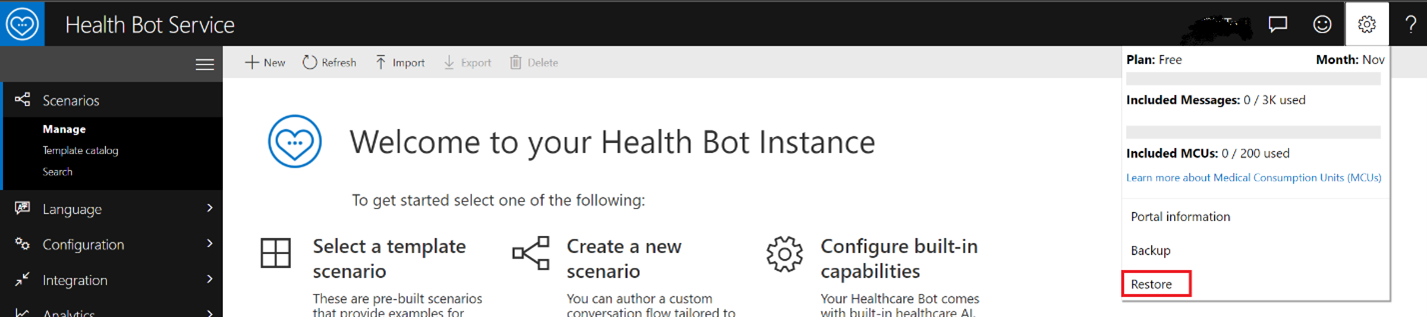 Health Bot Service
New Refresh Import Export Delete
Plan: Free Month: Nov
Included Messages: 0 / 3K used
Included MCUs: 0 / 200 used
Learn more about Medical Consumption Units (MCUs)
Portal information
Backup
Restore
Scenarios
Manage
Template catalog
Search
Language
Configuration
Integration
Analytics
Welcome to your Health Bot Instance
To get started select one of the following:
Select a template
scenario
These are pre-built scenarios
that provide examples for
Create a new
scenario
You can author a custom
conversation flow tailored to
Configure built-in
capabilities
Your Healthcare Bot comes
with built-in healthcare AI,